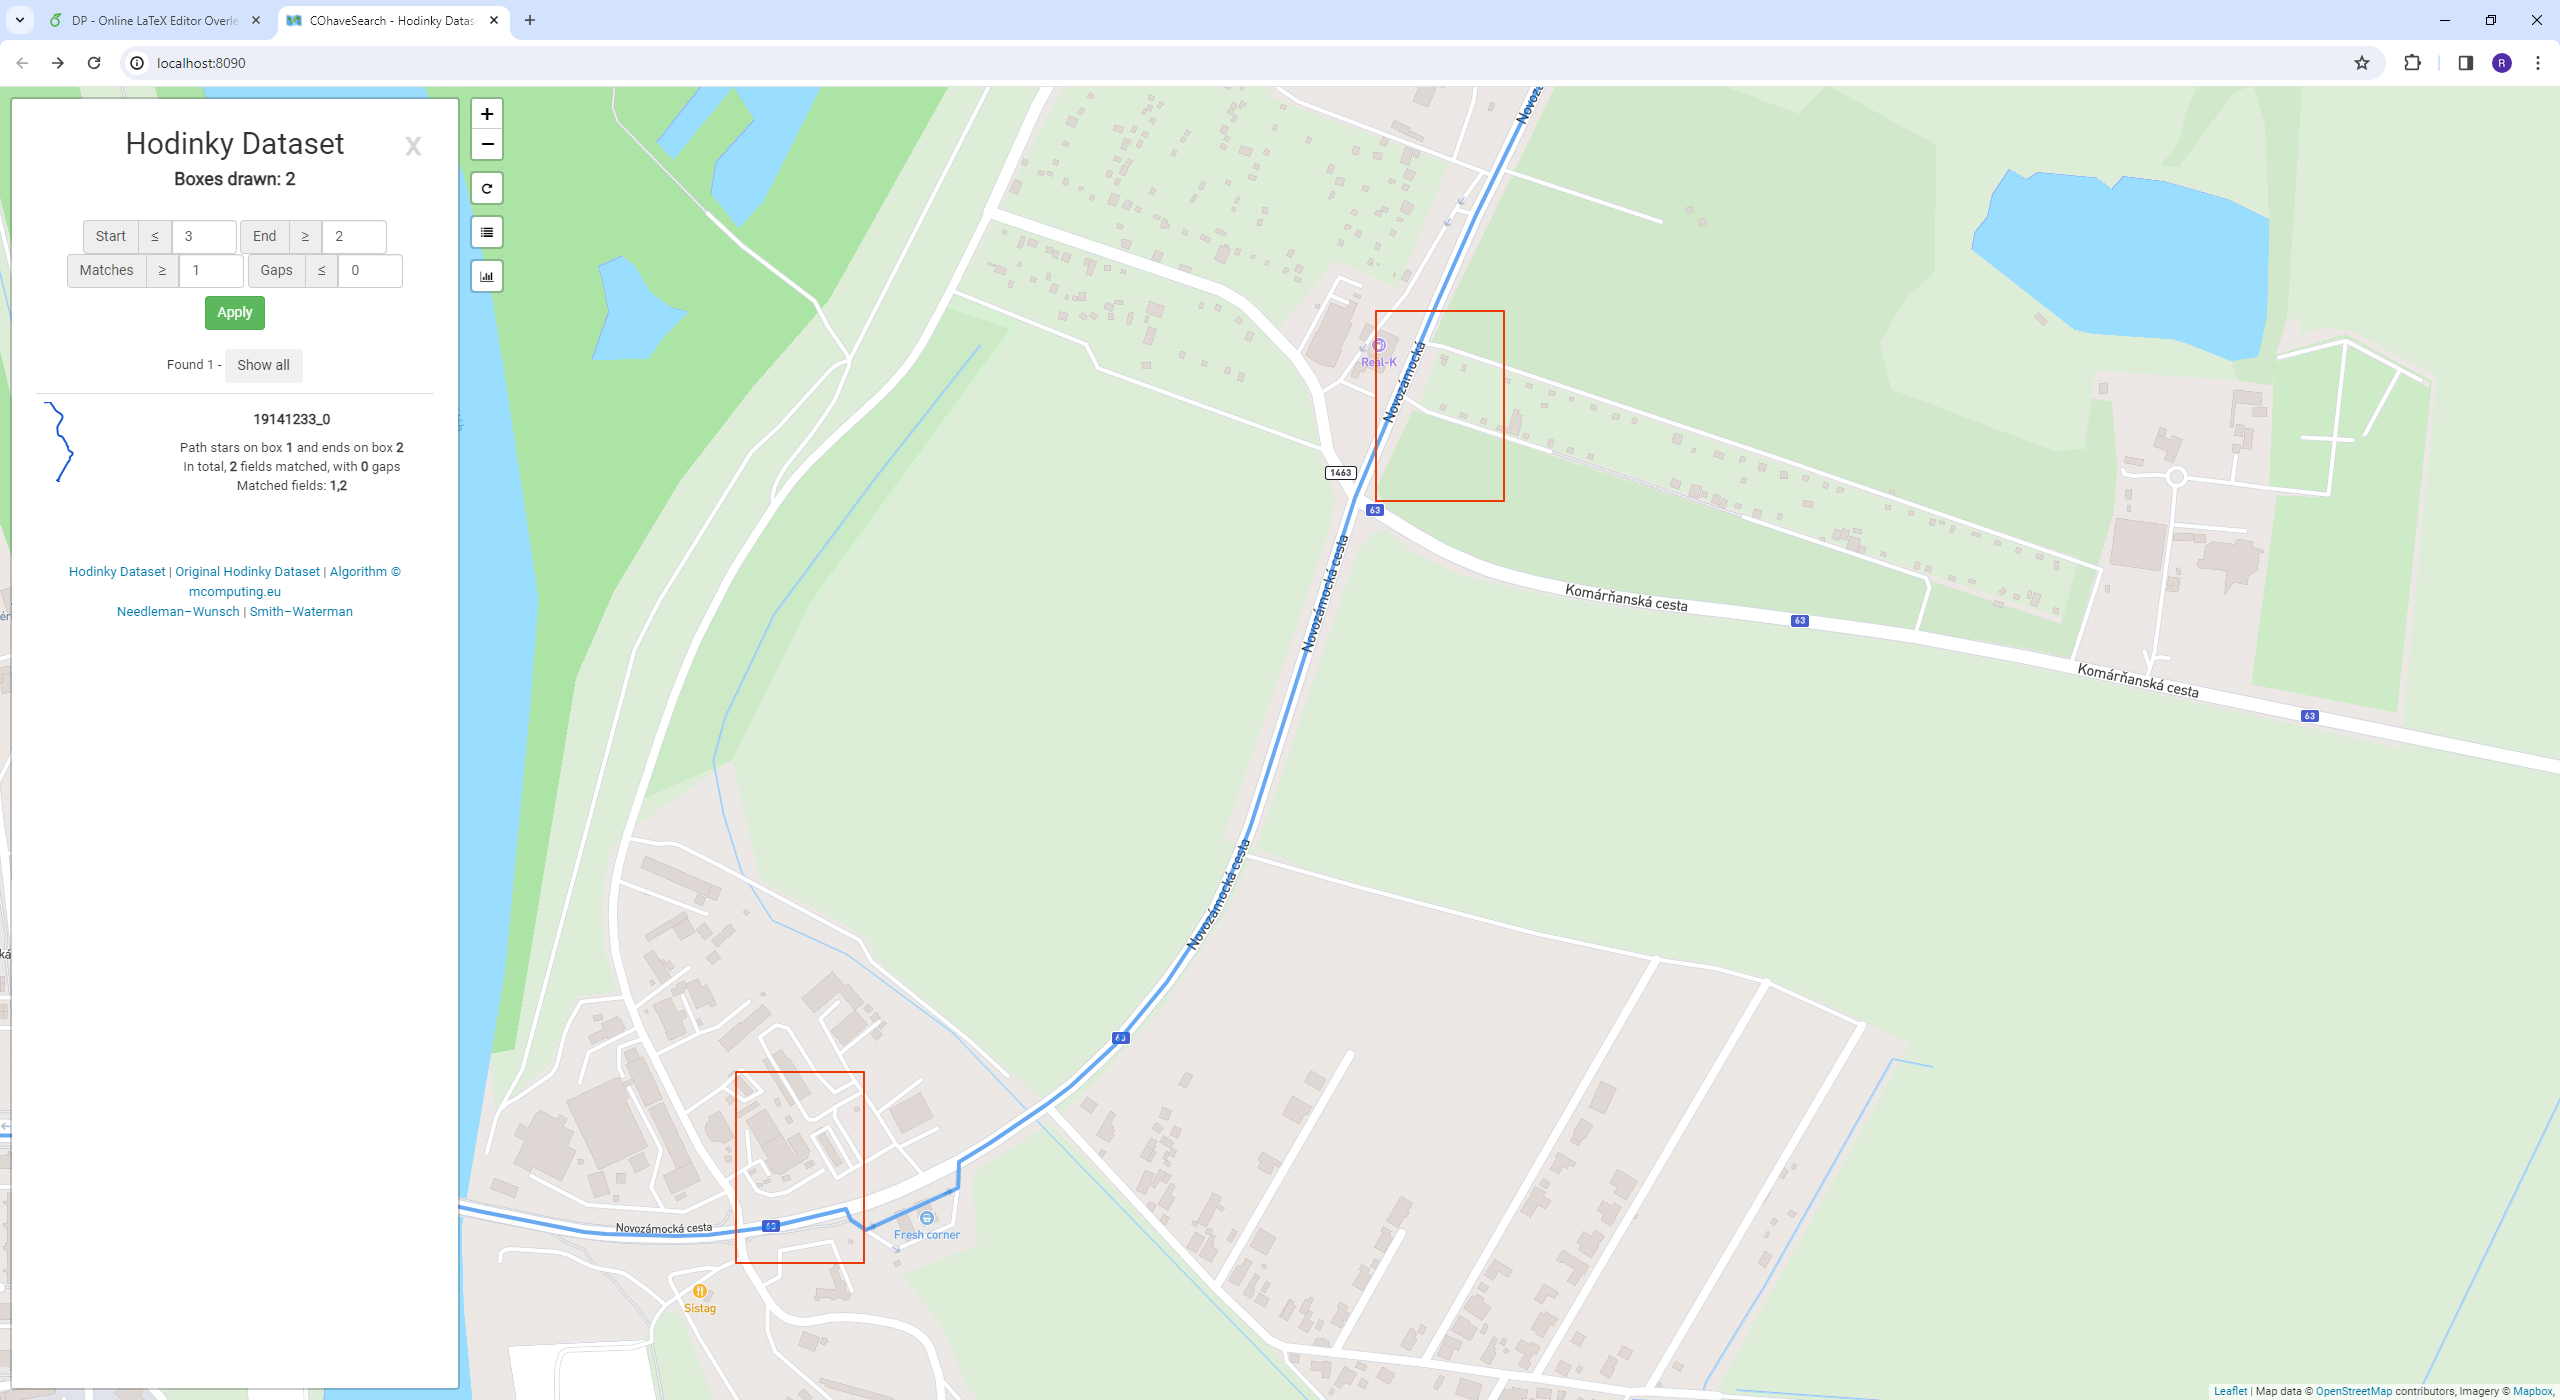 DP - Online LaTeX Editor Overle
COhaveSearch - Hodinky Datas
localhost:8090
R
Hodinky Dataset
X
Boxes drawn: 2
Start ≤ 3 End ≥ 2
Matches ≥ 1 Gaps ≤ 0
Apply
Found 1 - Show all
19141233_0
Path stars on box 1 and ends on box 2
In total, 2 fields matched, with 0 gaps
Matched fields: 1,2
Hodinky Dataset | Original Hodinky Dataset | Algorithm ©
mcomputing.eu
Needleman–Wunsch | Smith–Waterman
+
−
Novozá
Real-K
Novozámocká
1463
63
Novozámocká cesta
Komárňanská cesta
63
Komárňanská cesta
63
Novozámocká cesta
63
Novozámocká cesta
63
Fresh corner
Sístag
Leaflet | Map data © OpenStreetMap contributors, Imagery © Mapbox,